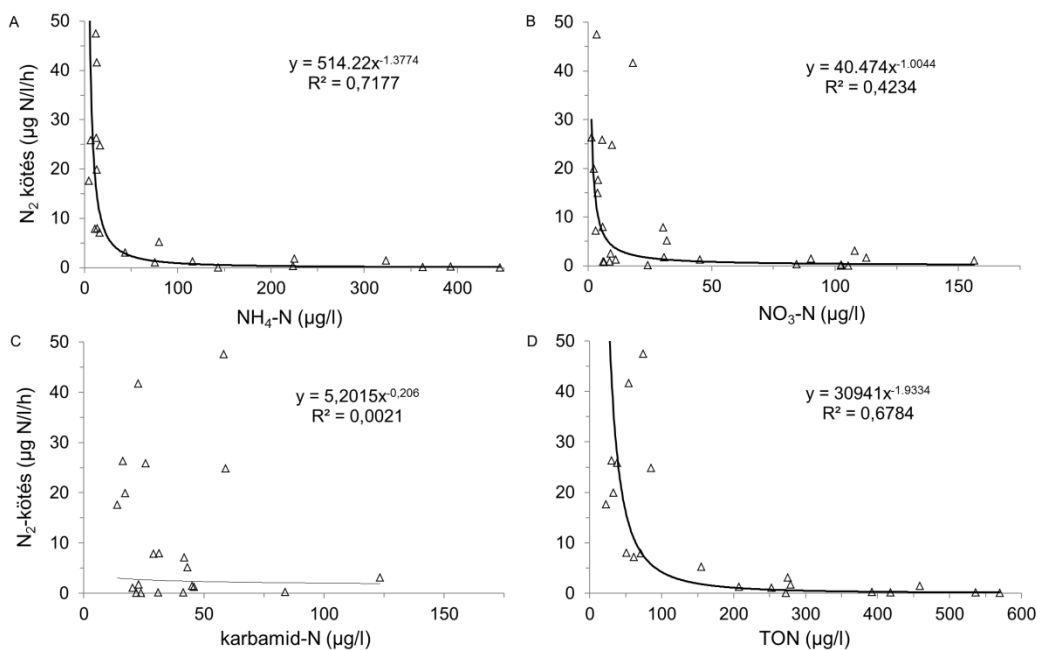 A
50
40
30
20
10
0
N₂ kötés (µg N/l/h)
y = 514.22x⁻¹·³⁷⁷⁴
R² = 0,7177
0 100 200 300 400
NH₄-N (µg/l)
B
50
40
30
20
10
0
y = 40.474x⁻¹·⁰⁰⁴⁴
R² = 0,4234
0 50 100 150
NO₃-N (µg/l)
C
50
40
30
20
10
0
N₂-kötés (µg N/l/h)
y = 5,2015x⁻⁰,²⁰⁶
R² = 0,0021
0 50 100 150
karbamid-N (µg/l)
D
50
40
30
20
10
0
y = 30941x⁻¹·⁹³³⁴
R² = 0,6784
0 100 200 300 400 500 600
TON (µg/l)